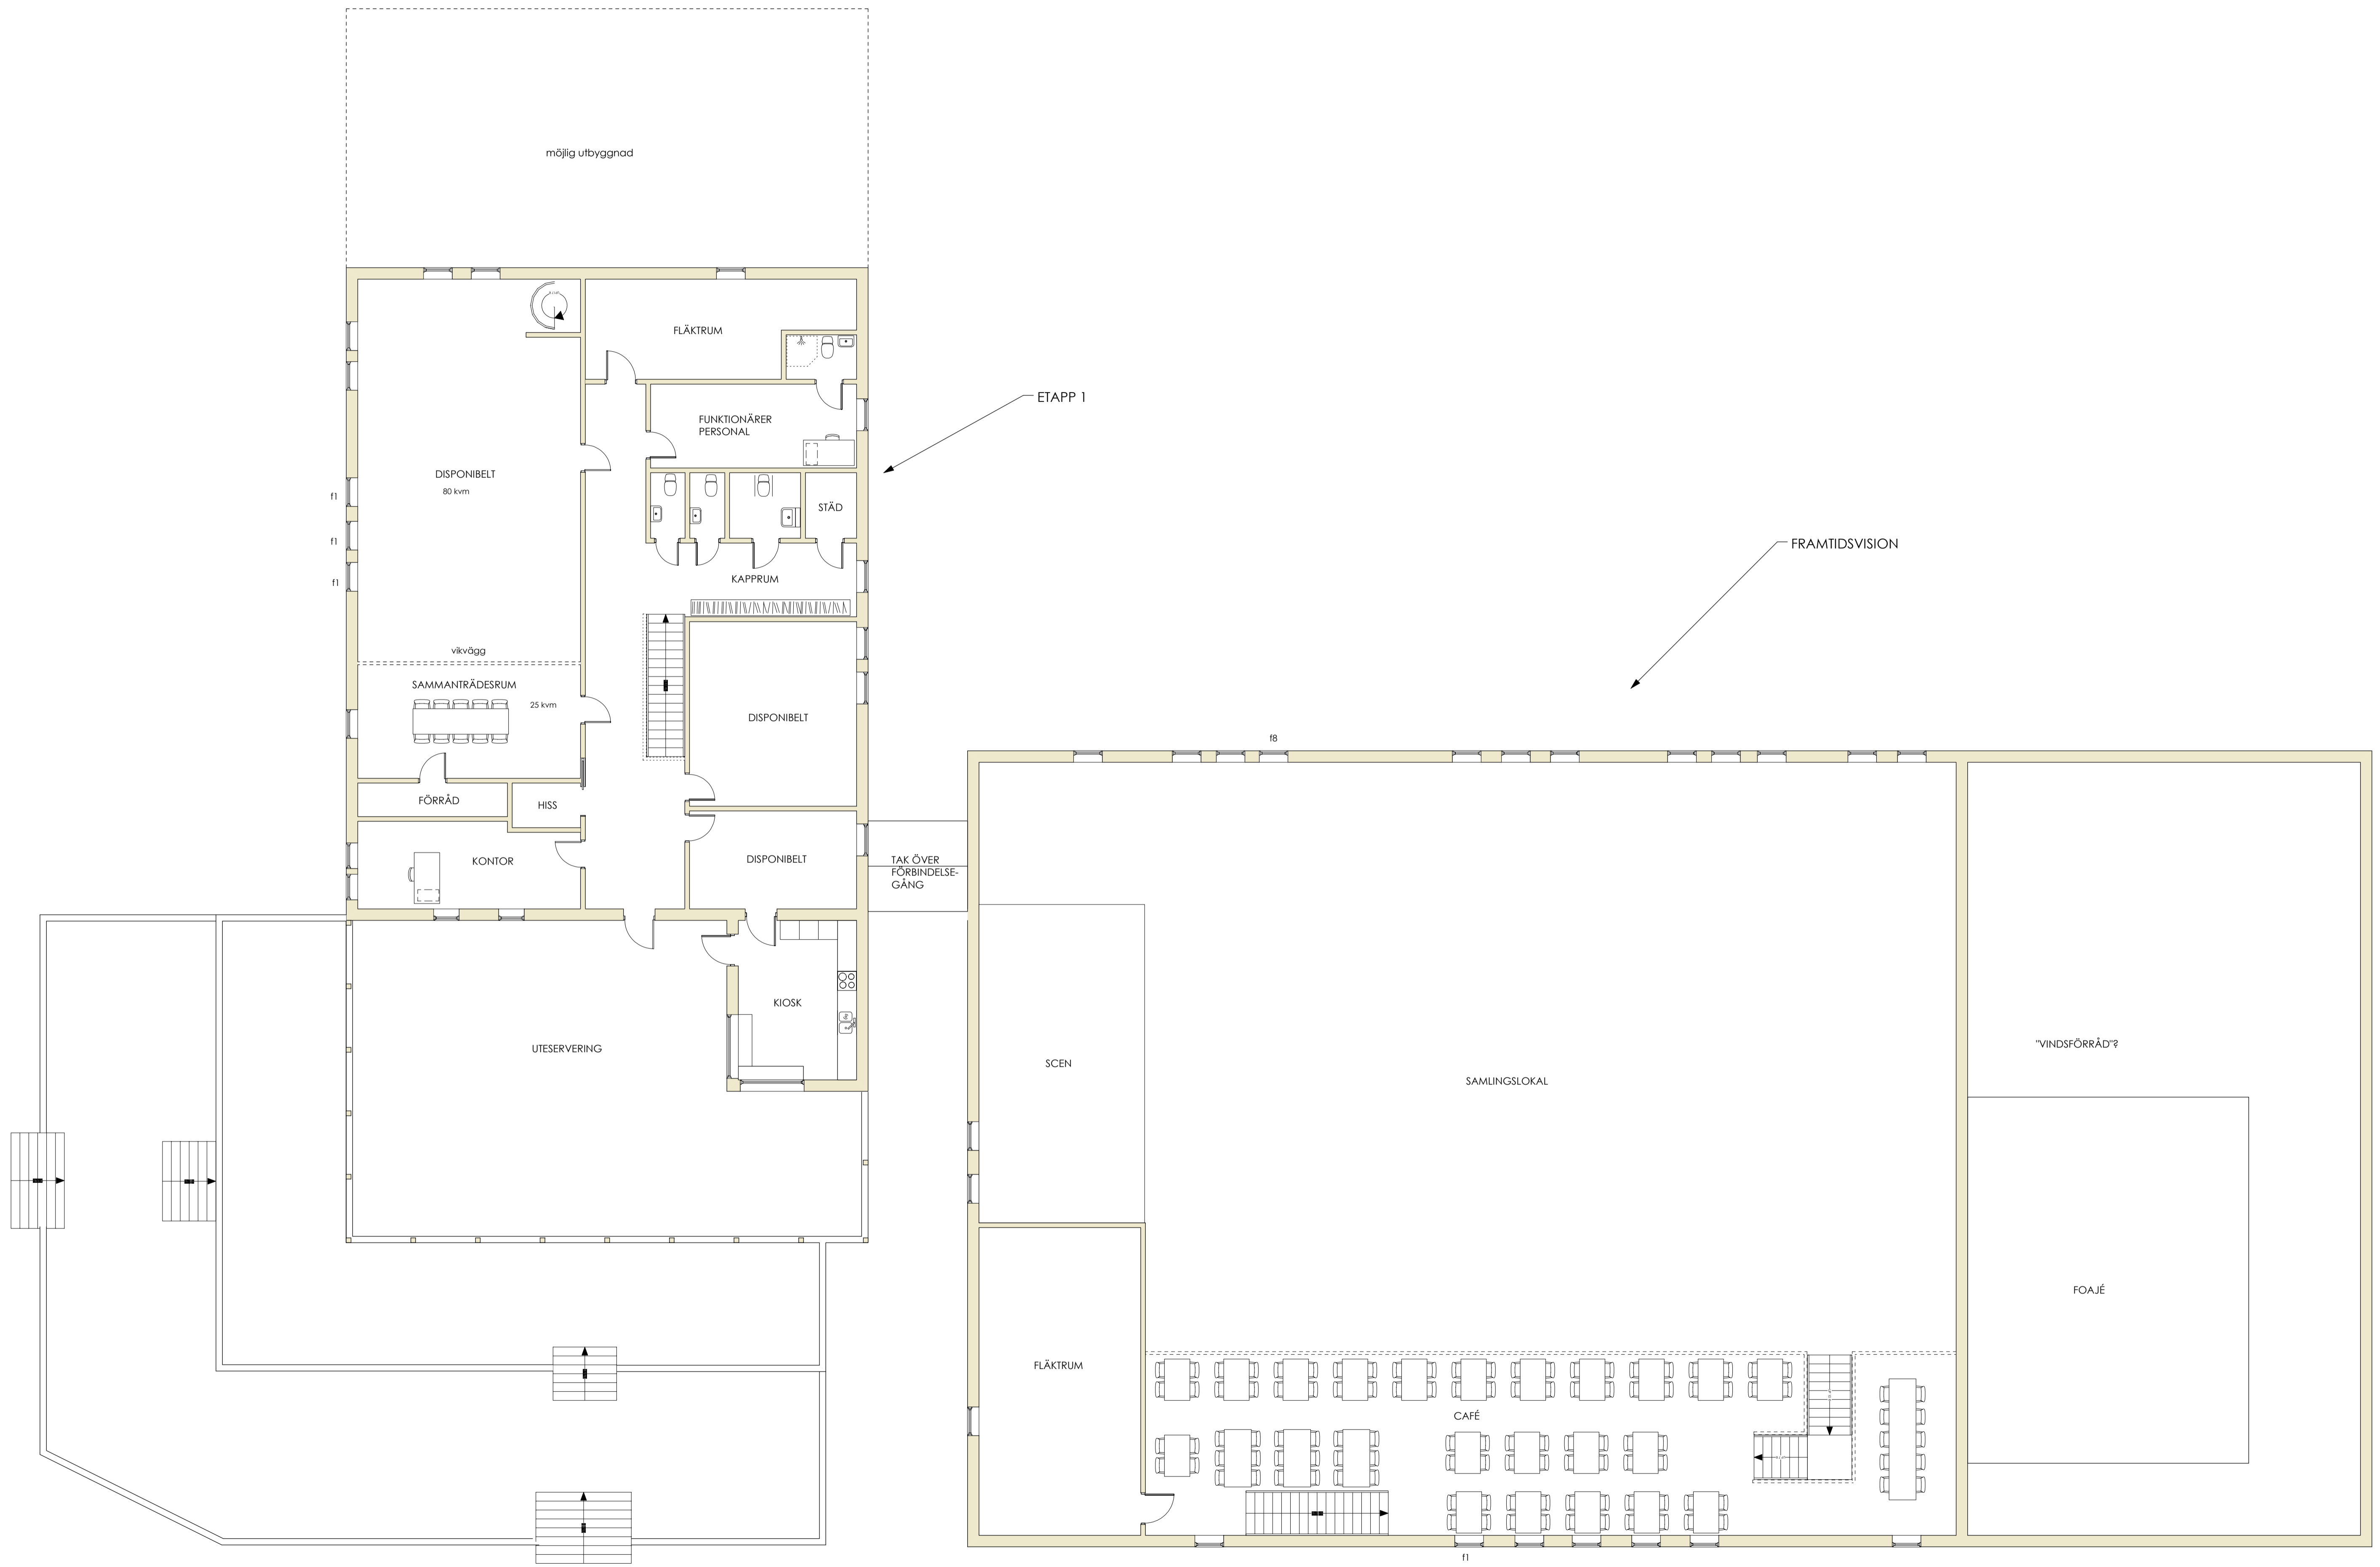 möjlig utbyggnad
FLÄKTRUM
ETAPP 1
FUNKTIONÄRER
PERSONAL
DISPONIBELT
80 kvm
f1
STÄD
f1
FRAMTIDSVISION
KAPPRUM
f1
vikvägg
SAMMANTRÄDESRUM
25 kvm
DISPONIBELT
f8
FÖRRÅD
HISS
KONTOR
DISPONIBELT
TAK ÖVER
FÖRBINDELSE-
GÅNG
KIOSK
UTESERVERING
SCEN
SAMLINGSLOKAL
"VINDSFÖRRÅD"?
FOAJÉ
FLÄKTRUM
CAFÉ
f1